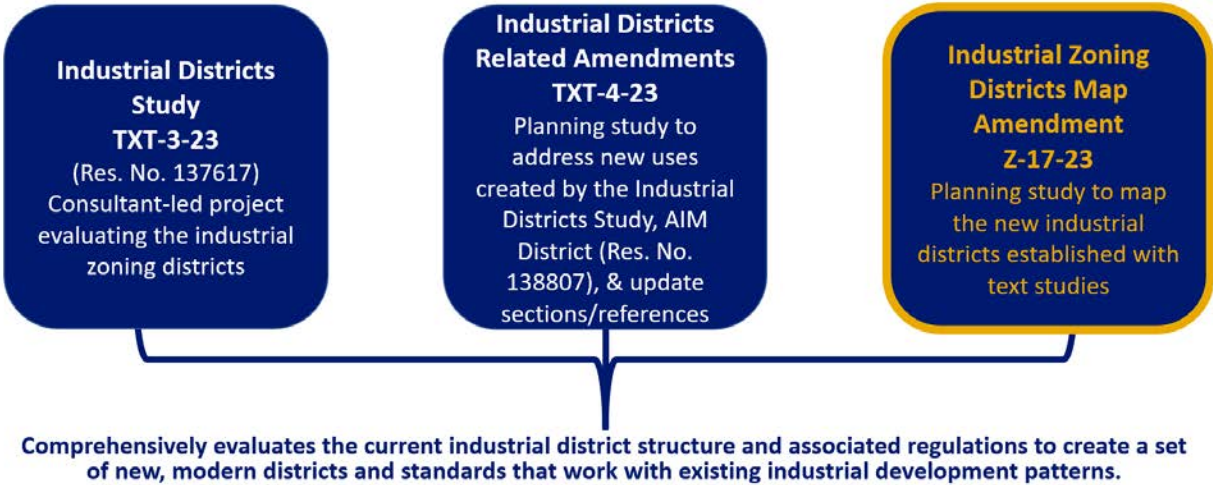 Industrial Districts
Study
TXT-3-23
(Res. No. 137617)
Consultant-led project
evaluating the industrial
zoning districts
Industrial Districts
Related Amendments
TXT-4-23
Planning study to
address new uses
created by the Industrial
Districts Study, AIM
District (Res. No.
138807), & update
sections/references
Industrial Zoning
Districts Map
Amendment
Z-17-23
Planning study to map
the new industrial
districts established with
text studies
Comprehensively evaluates the current industrial district structure and associated regulations to create a set
of new, modern districts and standards that work with existing industrial development patterns.